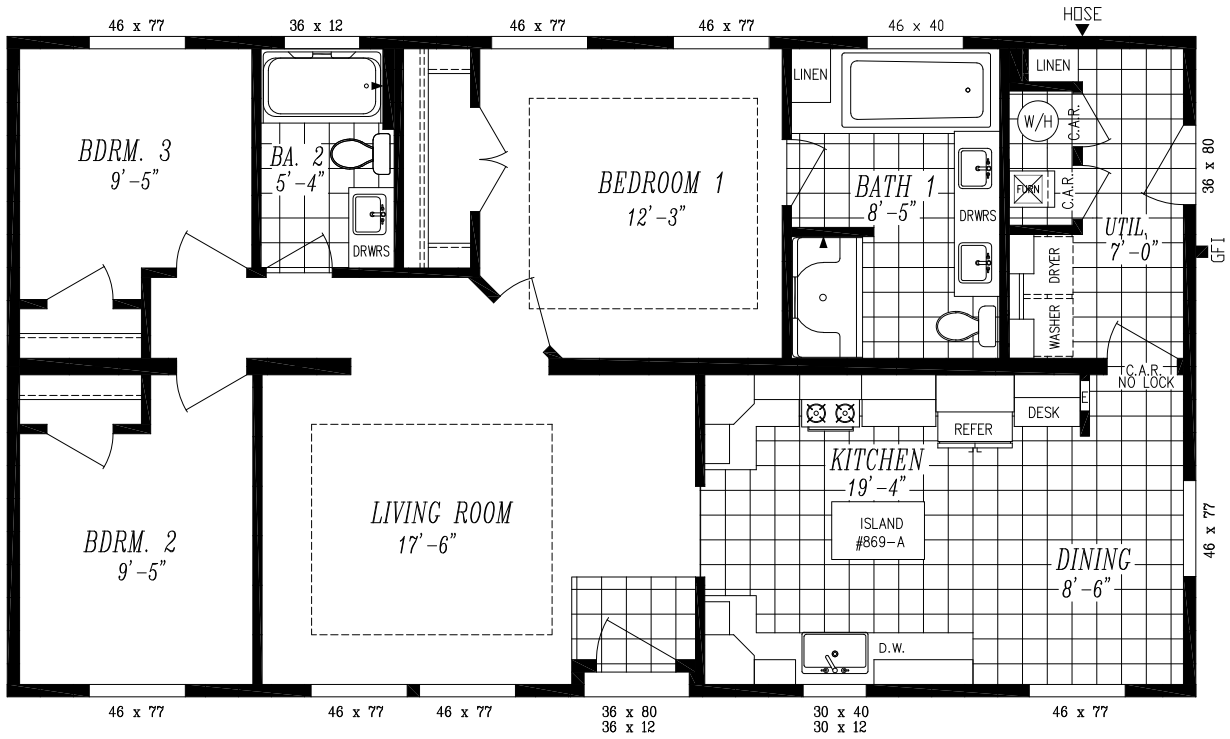 46 x 77
36 x 12
46 x 77
46 x 77
46 x 40
HOSE
LINEN
LINEN
BDRM. 3
9'-5"
BA. 2
5'-4"
DRWRS
BEDROOM 1
12'-3"
BATH 1
8'-5"
DRWRS
W/H
C.A.R.
FURN
C.A.R.
36 x 80
UTIL.
7'-0"
GFI
DRYER
WASHER
C.A.R.
NO LOCK
E
DESK
REFER
KITCHEN
19'-4"
ISLAND
#869-A
LIVING ROOM
17'-6"
BDRM. 2
9'-5"
DINING
8'-6"
46 x 77
D.W.
46 x 77
46 x 77
46 x 77
36 x 80
36 x 12
30 x 40
30 x 12
46 x 77